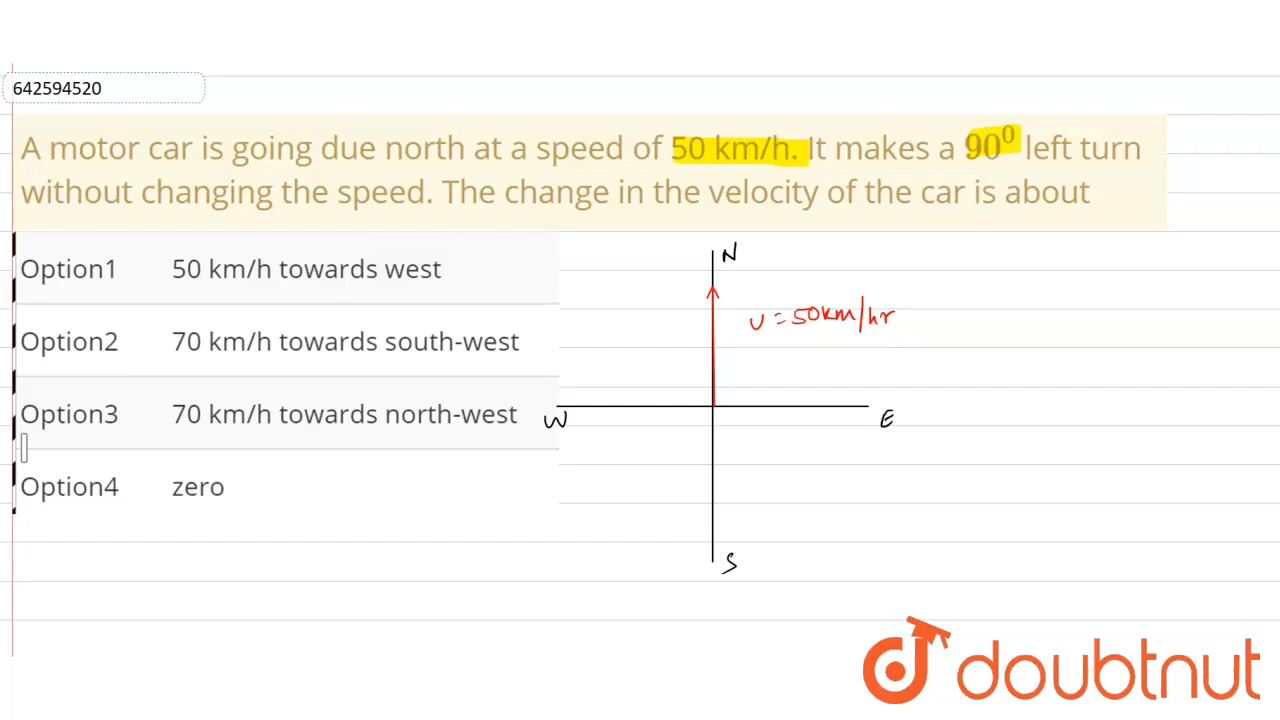 642594520
A motor car is going due north at a speed of 50 km/h. It makes a 90⁰ left turn
without changing the speed. The change in the velocity of the car is about
Option1 50 km/h towards west
Option2 70 km/h towards south-west
Option3 70 km/h towards north-west
Option4 zero
N
v = 50km/hr
W
E
S
doubtnut